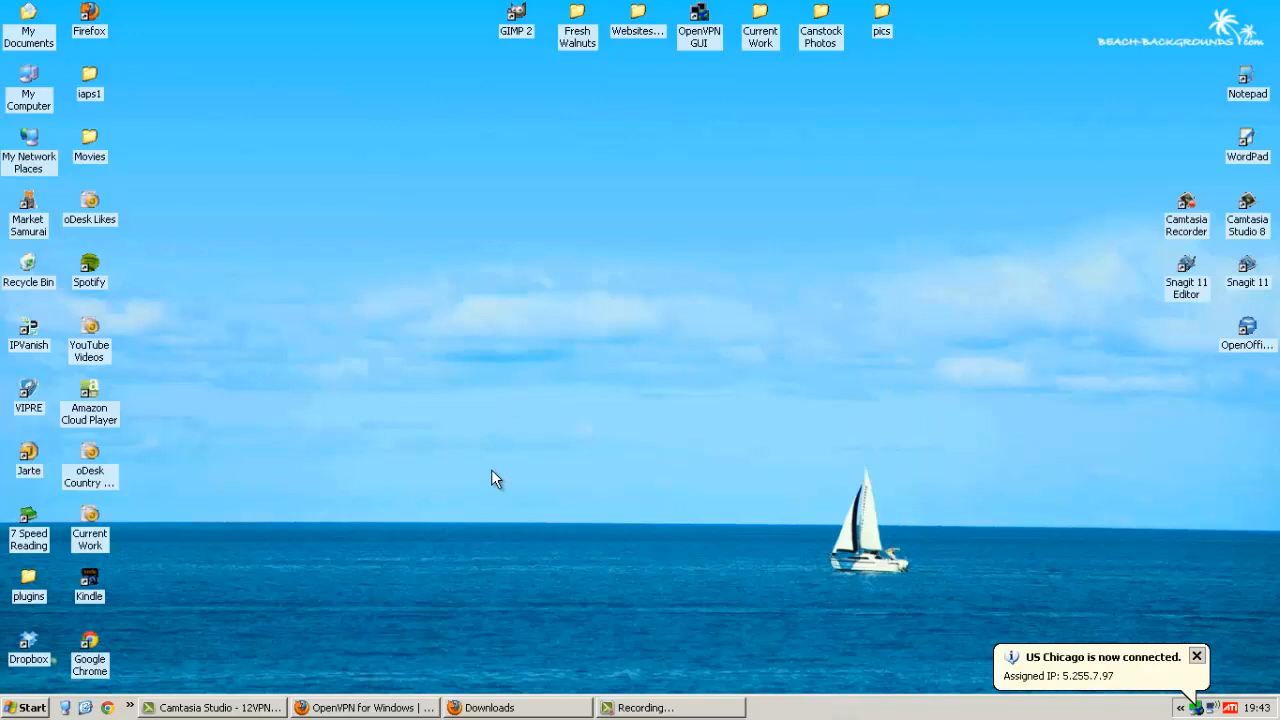 My Documents
Firefox
GIMP 2
Fresh Walnuts
Websites...
OpenVPN GUI
Current Work
Canstock Photos
pics
BEACH-BACKGROUNDS.com
My Computer
iaps1
Notepad
My Network Places
Movies
WordPad
Market Samurai
oDesk Likes
Camtasia Recorder
Camtasia Studio 8
Recycle Bin
Spotify
Snagit 11 Editor
Snagit 11
IPVanish
YouTube Videos
OpenOffi...
VIPRE
Amazon Cloud Player
Jarte
oDesk Country ...
7 Speed Reading
Current Work
plugins
Kindle
Dropbox
Google Chrome
US Chicago is now connected.
Assigned IP: 5.255.7.97
Start
Camtasia Studio - 12VPN...
OpenVPN for Windows | ...
Downloads
Recording...
ATI
19:43